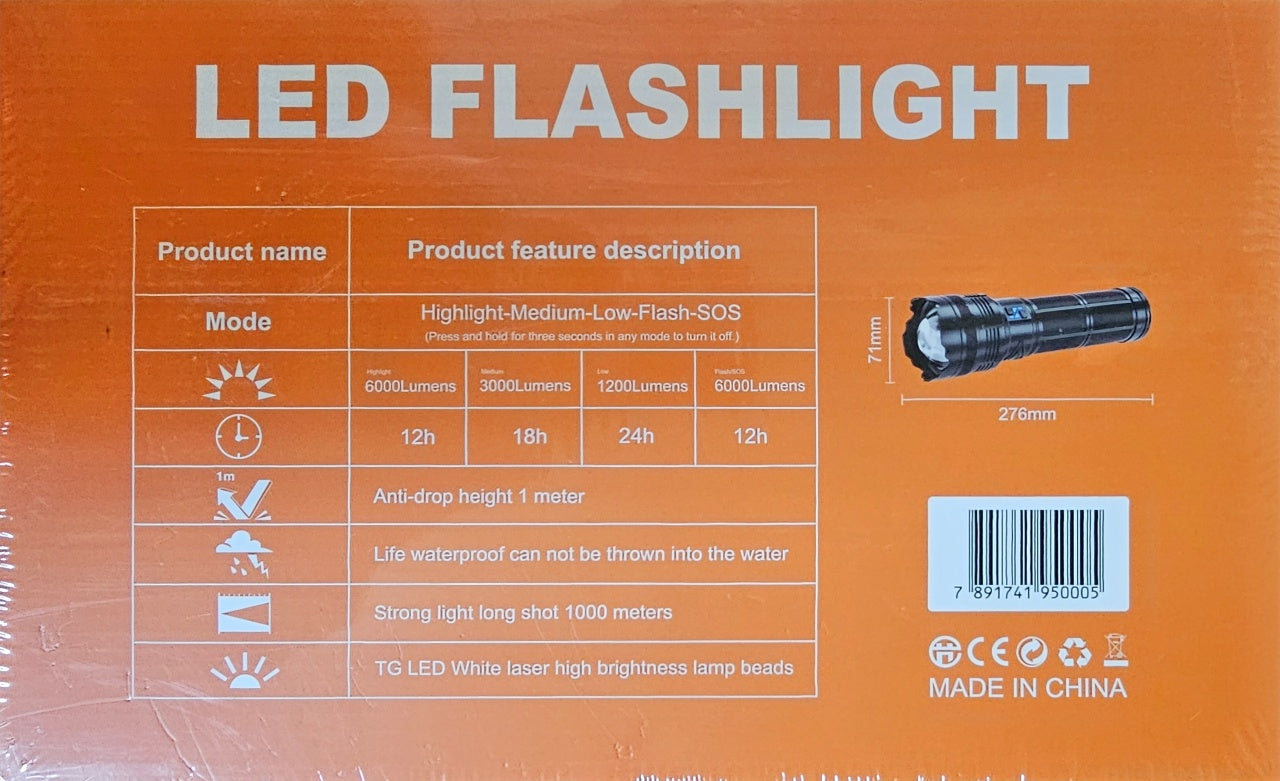 LED FLASHLIGHT
Product name Product feature description
Mode Highlight-Medium-Low-Flash-SOS
(Press and hold for three seconds in any mode to turn it off.)
Highlight Medium Low Flash/SOS
6000Lumens 3000Lumens 1200Lumens 6000Lumens
12h 18h 24h 12h
1m
Anti-drop height 1 meter
Life waterproof can not be thrown into the water
Strong light long shot 1000 meters
TG LED White laser high brightness lamp beads
71mm
276mm
7 891741 950005
CE
MADE IN CHINA